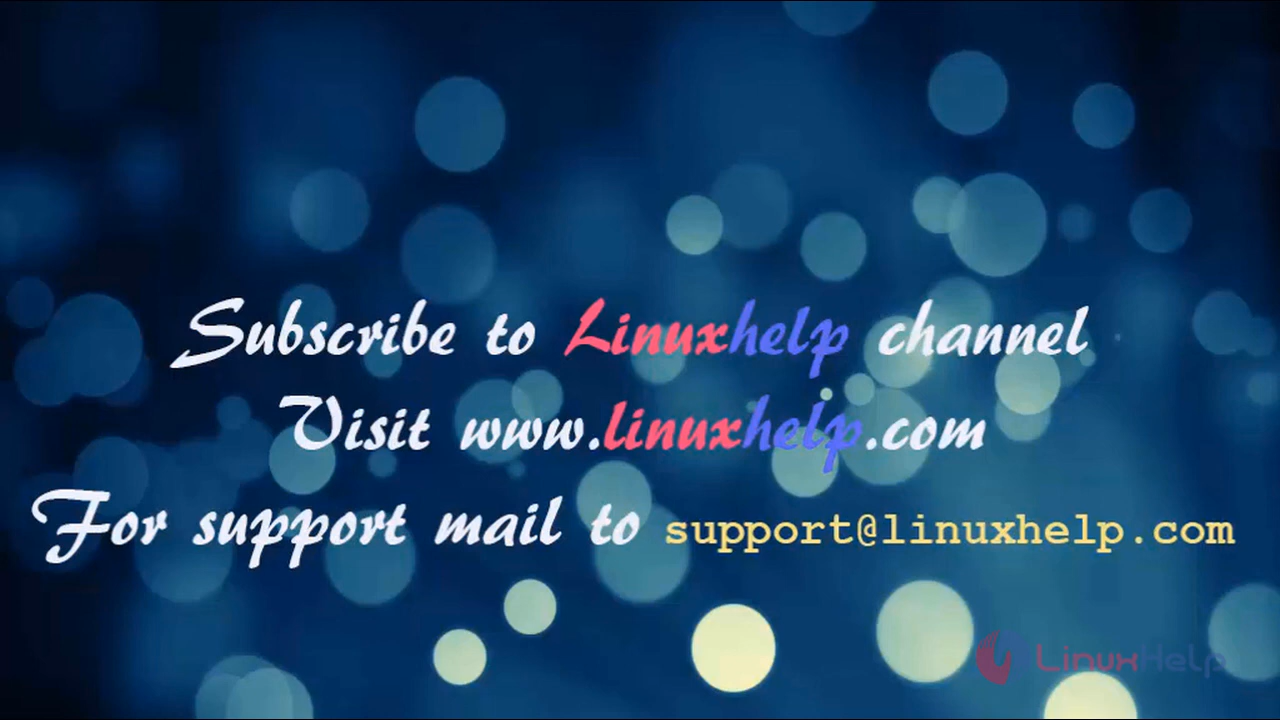 Subscribe to Linuxhelp channel
Visit www.linuxhelp.com
For support mail to support@linuxhelp.com
LinuxHelp